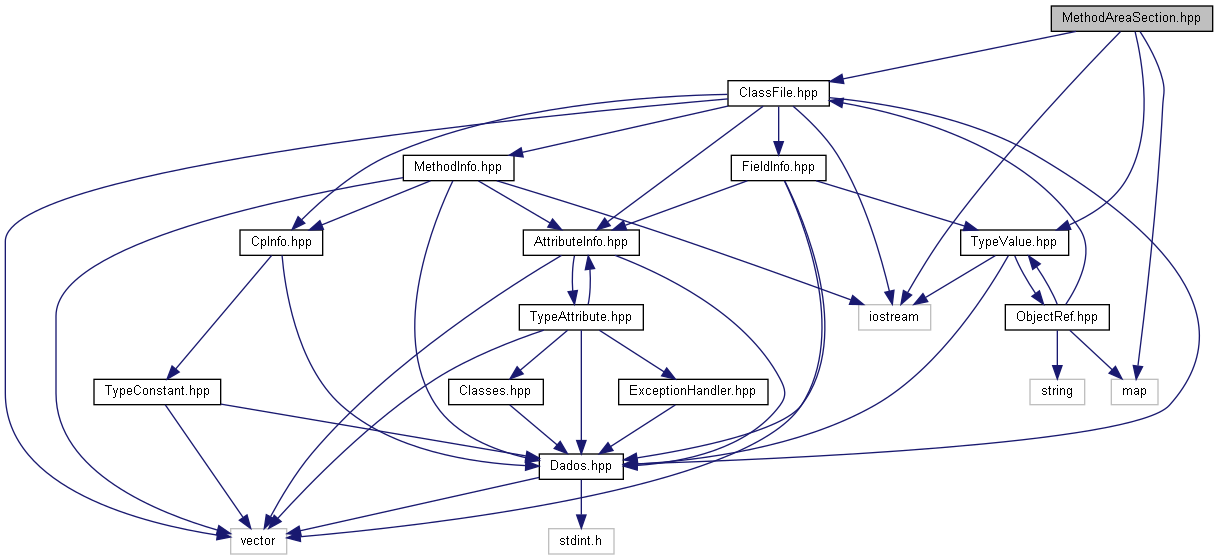 MethodAreaSection.hpp
ClassFile.hpp
MethodInfo.hpp
FieldInfo.hpp
CpInfo.hpp
AttributeInfo.hpp
TypeValue.hpp
TypeAttribute.hpp
iostream
ObjectRef.hpp
TypeConstant.hpp
Classes.hpp
ExceptionHandler.hpp
string
map
Dados.hpp
vector
stdint.h